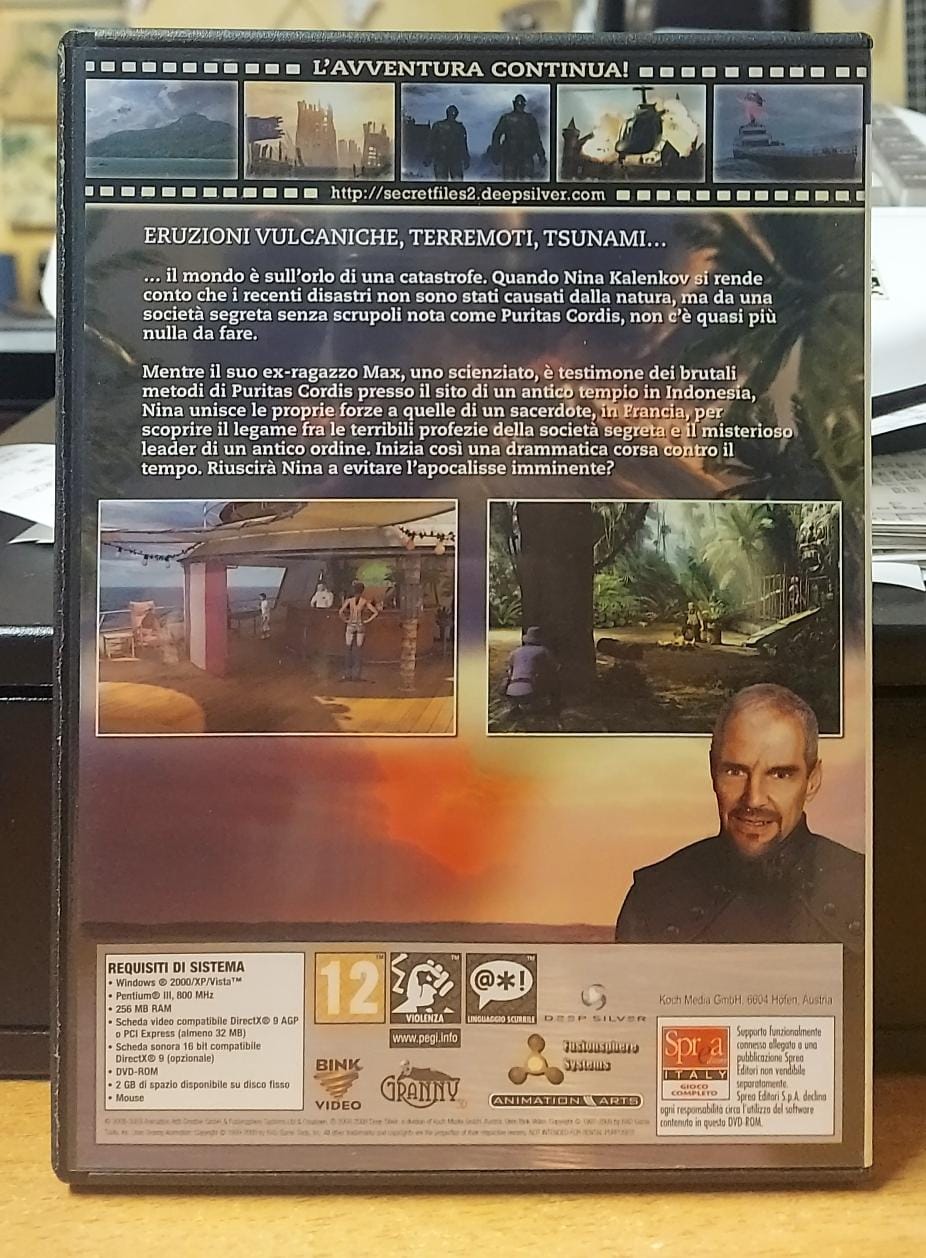 L'AVVENTURA CONTINUA!
http://secretfiles2.deepsilver.com
ERUZIONI VULCANICHE, TERREMOTI, TSUNAMI...
... il mondo è sull'orlo di una catastrofe. Quando Nina Kalenkov si rende
conto che i recenti disastri non sono stati causati dalla natura, ma da una
società segreta senza scrupoli nota come Puritas Cordis, non c'è quasi più
nulla da fare.
Mentre il suo ex-ragazzo Max, uno scienziato, è testimone dei brutali
metodi di Puritas Cordis presso il sito di un antico tempio in Indonesia,
Nina unisce le proprie forze a quelle di un sacerdote, in Francia, per
scoprire il legame fra le terribili profezie della società segreta e il misterioso
leader di un antico ordine. Inizia così una drammatica corsa contro il
tempo. Riuscirà Nina a evitare l'apocalisse imminente?
REQUISITI DI SISTEMA
• Windows ® 2000/XP/Vista™
• Pentium® III, 800 MHz
• 256 MB RAM
• Scheda video compatibile DirectX® 9 AGP
o PCI Express (almeno 32 MB)
• Scheda sonora 16 bit compatibile
DirectX® 9 (opzionale)
• DVD-ROM
• 2 GB di spazio disponibile su disco fisso
• Mouse
12™
™
VIOLENZA
@*!
™
LINGUAGGIO SCURRILE
www.pegi.info
BINK
VIDEO
GRANNY
DEEP SILVER
Fusionsphere
Systems
ANIMATION ARTS
Koch Media GmbH, 6604 Höfen, Austria
Sprea
ITALY
GIOCO
COMPLETO
Supporto funzionalmente
connesso allegato a una
pubblicazione Sprea
Editori non vendibile
separatamente.
Sprea Editori S.p.A. declina
ogni responsabilità circa l'utilizzo del software
contenuto in questo DVD-ROM.
NOT INTENDED FOR RENTAL PURPOSES!